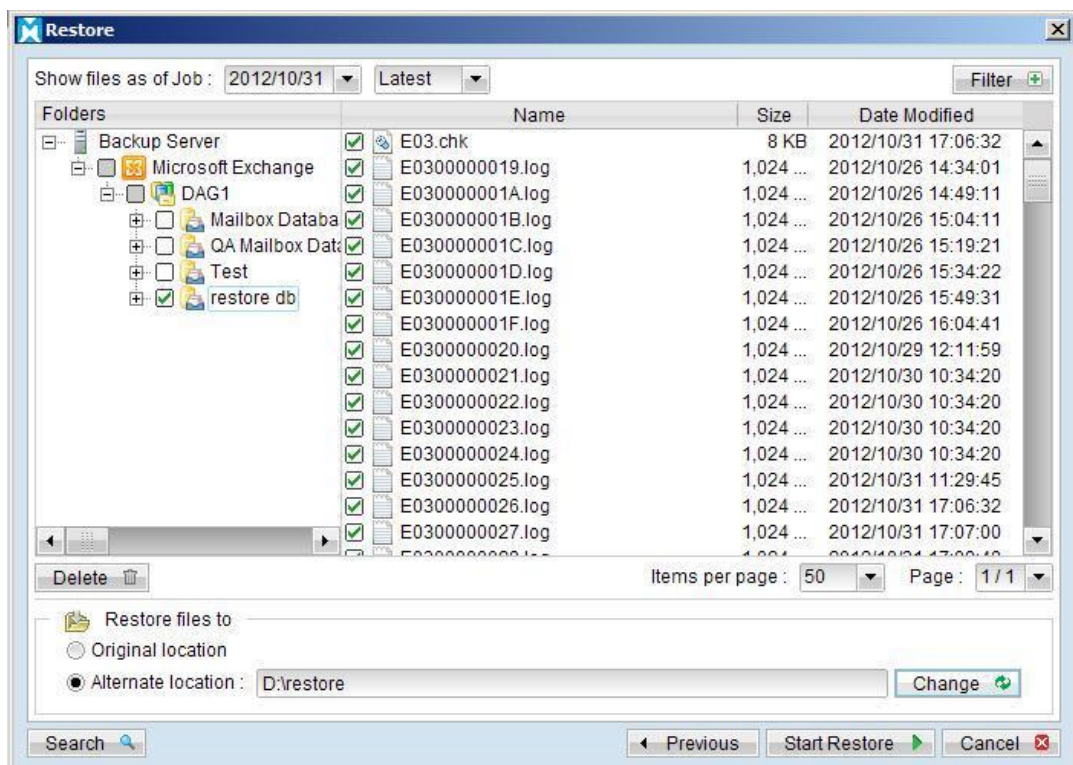 Restore
Show files as of Job : 2012/10/31 Latest Filter
Folders Name Size Date Modified
Backup Server E03.chk 8 KB 2012/10/31 17:06:32
Microsoft Exchange E0300000019.log 1,024 ... 2012/10/26 14:34:01
DAG1 E030000001A.log 1,024 ... 2012/10/26 14:49:11
Mailbox Databa E030000001B.log 1,024 ... 2012/10/26 15:04:11
QA Mailbox Data E030000001C.log 1,024 ... 2012/10/26 15:19:21
Test E030000001D.log 1,024 ... 2012/10/26 15:34:22
restore db E030000001E.log 1,024 ... 2012/10/26 15:49:31
E030000001F.log 1,024 ... 2012/10/26 16:04:41
E0300000020.log 1,024 ... 2012/10/29 12:11:59
E0300000021.log 1,024 ... 2012/10/30 10:34:20
E0300000022.log 1,024 ... 2012/10/30 10:34:20
E0300000023.log 1,024 ... 2012/10/30 10:34:20
E0300000024.log 1,024 ... 2012/10/30 10:34:20
E0300000025.log 1,024 ... 2012/10/31 11:29:45
E0300000026.log 1,024 ... 2012/10/31 17:06:32
E0300000027.log 1,024 ... 2012/10/31 17:07:00
Delete Items per page : 50 Page : 1 / 1
Restore files to
Original location
Alternate location : D:\restore Change
Search Previous Start Restore Cancel